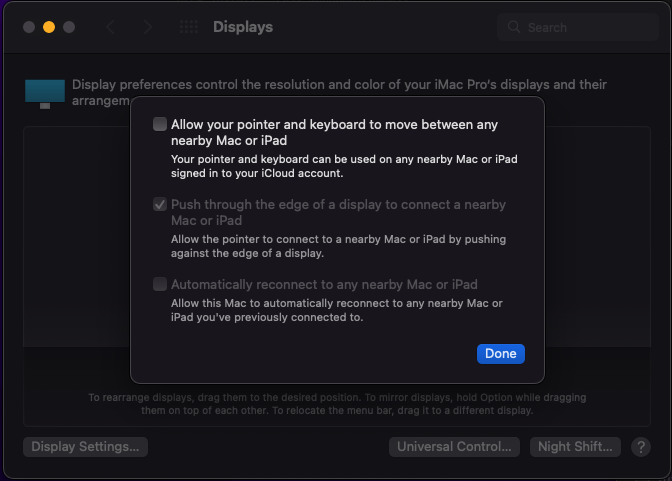 Displays
Search
Display preferences control the resolution and color of your iMac Pro's displays and their
arrangem
Allow your pointer and keyboard to move between any
nearby Mac or iPad
Your pointer and keyboard can be used on any nearby Mac or iPad
signed in to your iCloud account.
Push through the edge of a display to connect a nearby
Mac or iPad
Allow the pointer to connect to a nearby Mac or iPad by pushing
against the edge of a display.
Automatically reconnect to any nearby Mac or iPad
Allow this Mac to automatically reconnect to any nearby Mac or
iPad you've previously connected to.
Done
To rearrange displays, drag them to the desired position. To mirror displays, hold Option while dragging
them on top of each other. To relocate the menu bar, drag it to a different display.
Display Settings...
Universal Control...
Night Shift...
?